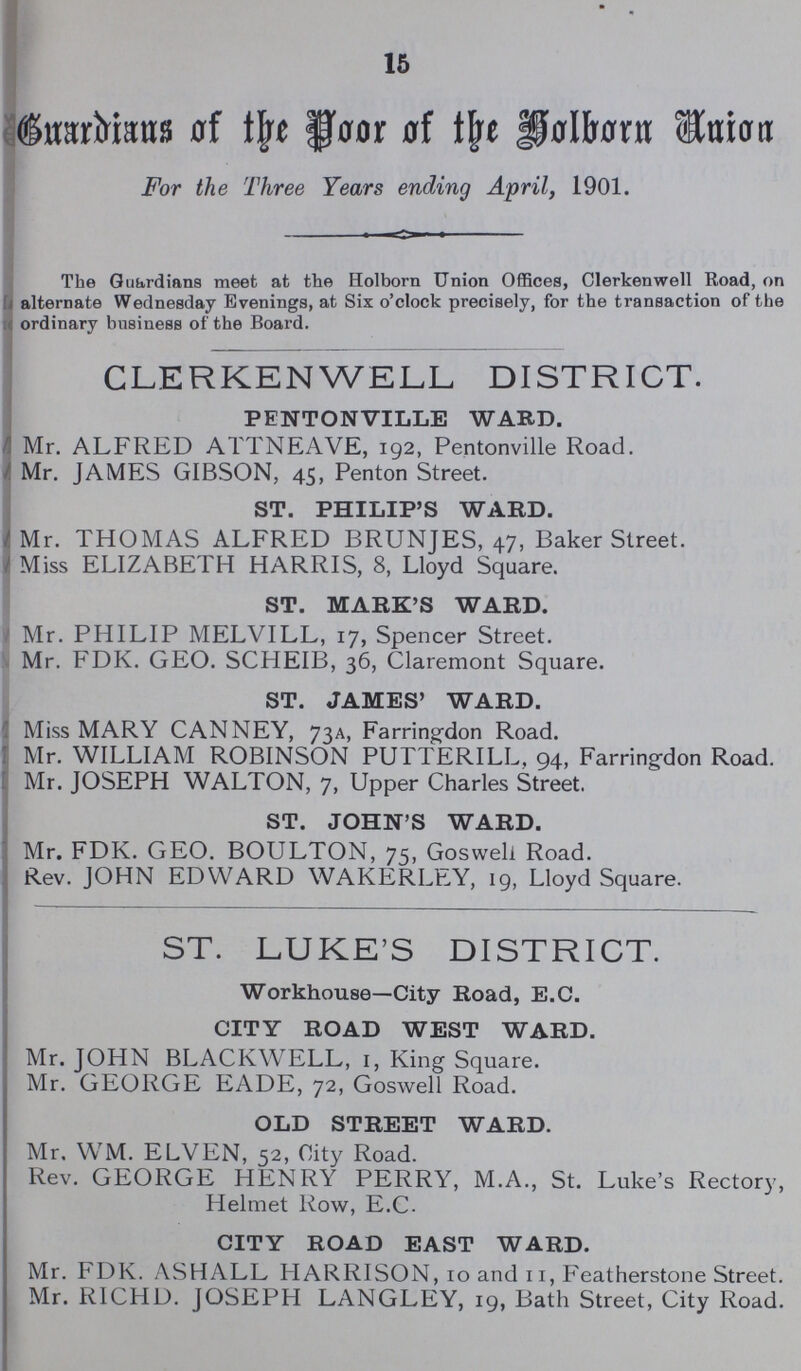 15
Guardians of the Poor of the Holborn Union
For the Three Years ending April, 1901.
The Guardians meet at the Holborn Union Offices, Clerkenwell Road, on
alternate Wednesday Evenings, at Six o'clock precisely, for the transaction of the
ordinary business of the Board.
CLERKENWELL DISTRICT.
PENTONVILLE WARD.
Mr. ALFRED ATTNEAVE, 192, Pentonville Road.
Mr. JAMES GIBSON, 45, Penton Street.
ST. PHILIP'S WARD.
Mr. THOMAS ALFRED BRUNJES, 47, Baker Street.
Miss ELIZABETH HARRIS, 8, Lloyd Square.
ST. MARK'S WARD.
Mr. PHILIP MELVILL, 17, Spencer Street.
Mr. FDK. GEO. SCHEIB, 36, Claremont Square.
ST. JAMES' WARD.
Miss MARY CANNEY, 73A, Farringdon Road.
Mr. WILLIAM ROBINSON PUTTERILL, 94, Farringdon Road.
Mr. JOSEPH WALTON, 7, Upper Charles Street.
ST. JOHN'S WARD.
Mr. FDK. GEO. BOULTON, 75, Goswell Road.
Rev. JOHN EDWARD WAKERLEY, 19, Lloyd Square.
ST. LUKE'S DISTRICT.
Workhouse—City Road, E.C.
CITY ROAD WEST WARD.
Mr. JOHN BLACKWELL, 1, King Square.
Mr. GEORGE EADE, 72, Goswell Road.
OLD STREET WARD.
Mr. WM. ELVEN, 52, City Road.
Rev. GEORGE HENRY PERRY, M.A., St. Luke's Rectory,
Helmet Row, E.C.
CITY ROAD EAST WARD.
Mr. FDK. ASHALL HARRISON, 10 and 11, Featherstone Street.
Mr. RICHD. JOSEPH LANGLEY, 19, Bath Street, City Road.